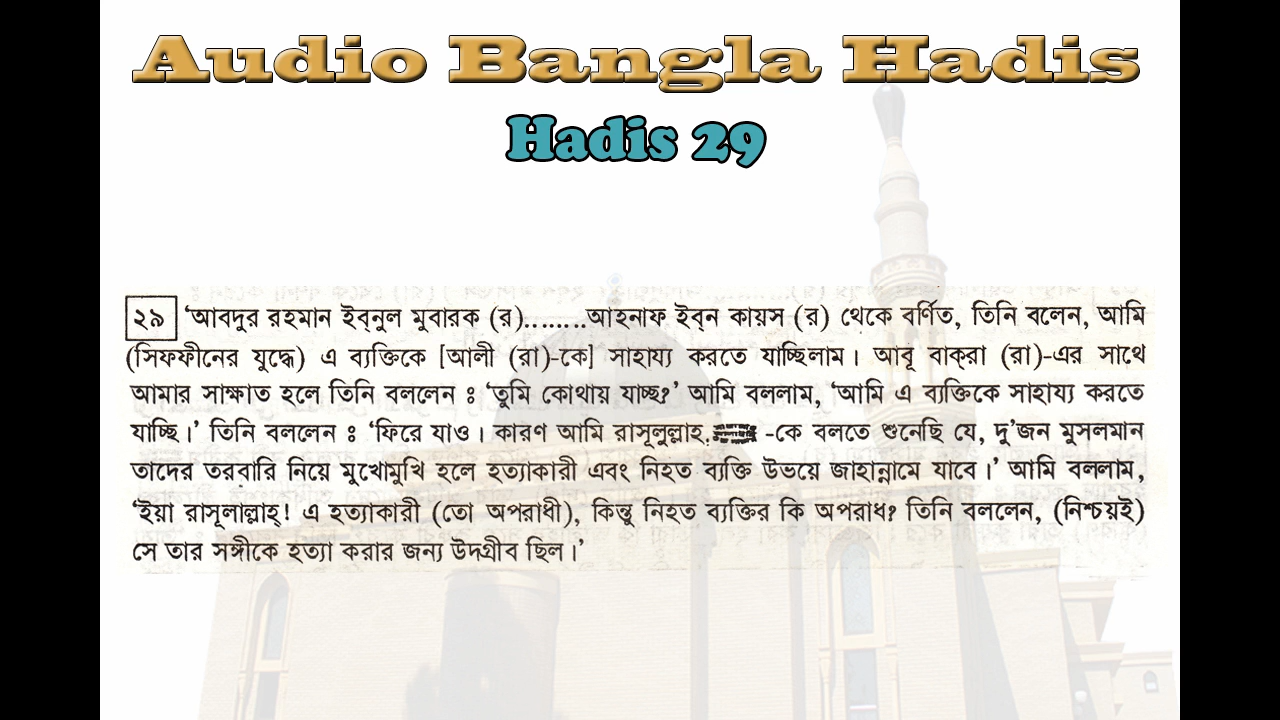 Audio Bangla Hadis
Hadis 29
২৯ 'আবদুর রহমান ইব্‌নুল মুবারক (র)........আহনাফ ইব্‌ন কায়স (র) থেকে বর্ণিত, তিনি বলেন, আমি
(সিফফীনের যুদ্ধে) এ ব্যক্তিকে [আলী (রা)-কে] সাহায্য করতে যাচ্ছিলাম। আবূ বাক্‌রা (রা)-এর সাথে
আমার সাক্ষাত হলে তিনি বললেন ঃ 'তুমি কোথায় যাচ্ছ?' আমি বললাম, 'আমি এ ব্যক্তিকে সাহায্য করতে
যাচ্ছি।' তিনি বললেন ঃ 'ফিরে যাও। কারণ আমি রাসূলুল্লাহ্ -কে বলতে শুনেছি যে, দু'জন মুসলমান
তাদের তরবারি নিয়ে মুখোমুখি হলে হত্যাকারী এবং নিহত ব্যক্তি উভয়ে জাহান্নামে যাবে।' আমি বললাম,
'ইয়া রাসূলাল্লাহ্! এ হত্যাকারী (তো অপরাধী), কিন্তু নিহত ব্যক্তির কি অপরাধ? তিনি বললেন, (নিশ্চয়ই)
সে তার সঙ্গীকে হত্যা করার জন্য উদগ্রীব ছিল।'